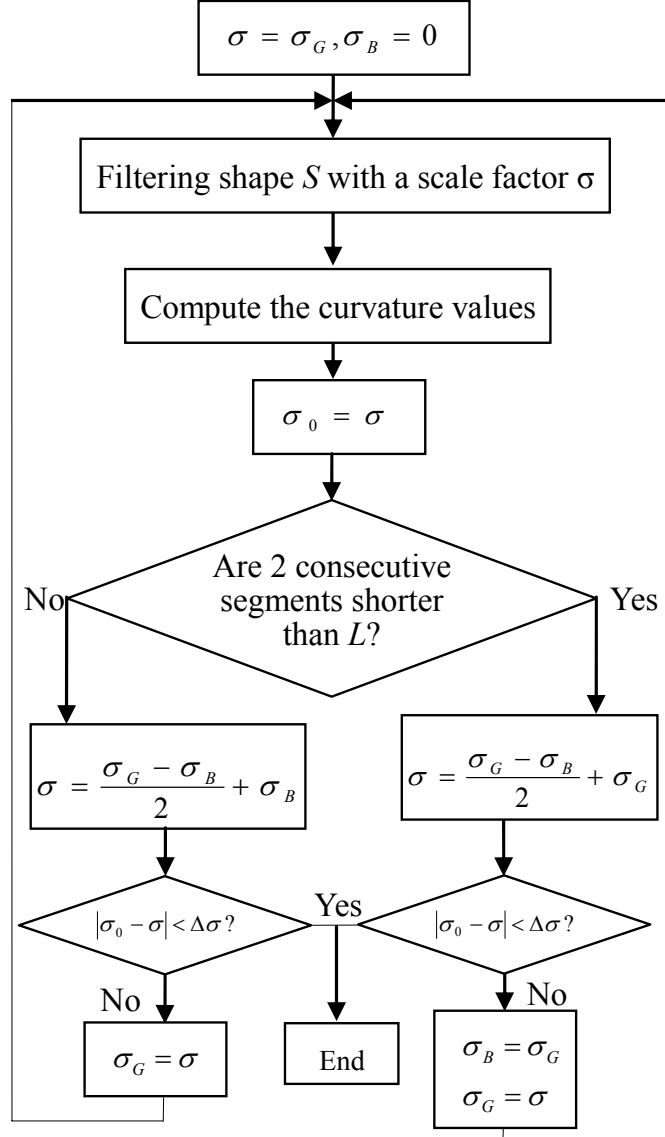 σ = σ_G, σ_B = 0
Filtering shape S with a scale factor σ
Compute the curvature values
σ_0 = σ
Are 2 consecutive
segments shorter
than L?
No
Yes
σ = (σ_G − σ_B)/2 + σ_B
σ = (σ_G − σ_B)/2 + σ_G
|σ_0 − σ| < Δσ?
Yes
|σ_0 − σ| < Δσ?
No
No
σ_G = σ
End
σ_B = σ_G
σ_G = σ